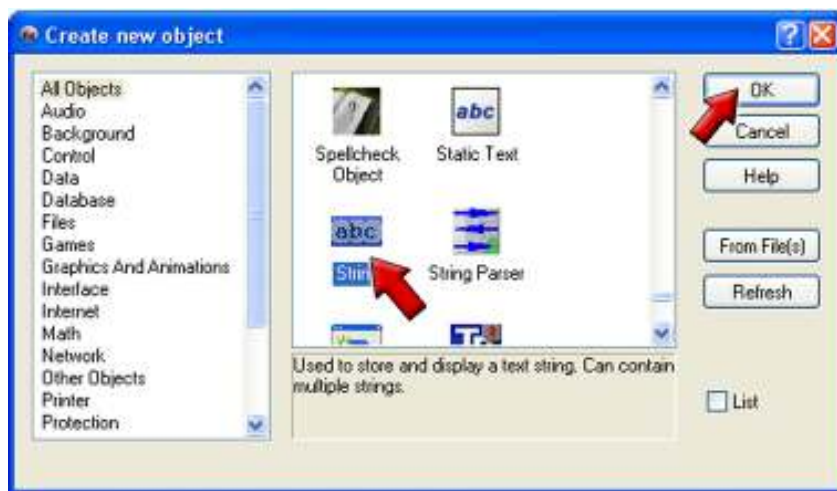 Create new object
All Objects
Audio
Background
Control
Data
Database
Files
Games
Graphics And Animations
Interface
Internet
Math
Network
Other Objects
Printer
Protection
abc
Spellcheck
Object
Static Text
abc
String Parser
Used to store and display a text string. Can contain
multiple strings.
OK
Cancel
Help
From File(s)
Refresh
List